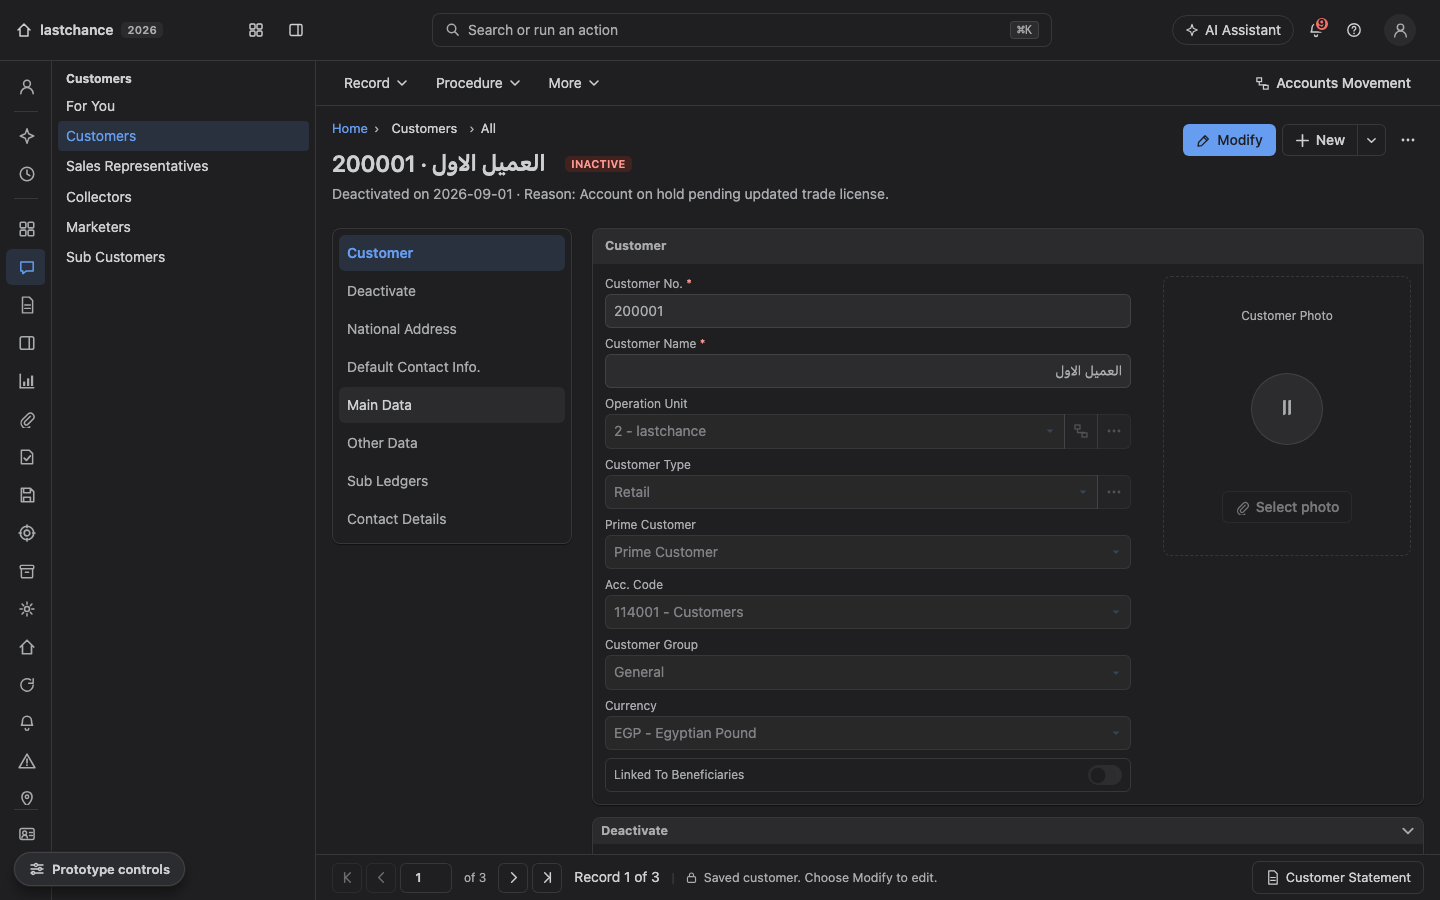 lastchance 2026
Search or run an action ⌘K
AI Assistant
9
Customers
For You
Customers
Sales Representatives
Collectors
Marketers
Sub Customers
Record
Procedure
More
Accounts Movement
Home › Customers › All
200001 · العميل الاول
INACTIVE
Modify
New
Deactivated on 2026-09-01 · Reason: Account on hold pending updated trade license.
Customer
Deactivate
National Address
Default Contact Info.
Main Data
Other Data
Sub Ledgers
Contact Details
Customer
Customer No. *
200001
Customer Name *
العميل الاول
Operation Unit
2 - lastchance
Customer Type
Retail
Prime Customer
Prime Customer
Acc. Code
114001 - Customers
Customer Group
General
Currency
EGP - Egyptian Pound
Linked To Beneficiaries
Customer Photo
اا
Select photo
Deactivate
Prototype controls
1 of 3
Record 1 of 3
Saved customer. Choose Modify to edit.
Customer Statement